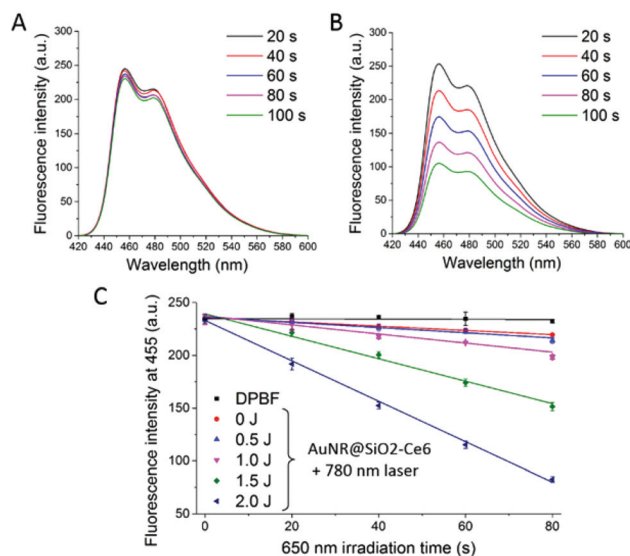 A
300
250
200
150
100
50
0
Fluorescence intensity (a.u.)
420 440 460 480 500 520 540 560 580 600
Wavelength (nm)
20 s
40 s
60 s
80 s
100 s
B
300
250
200
150
100
50
0
Fluorescence intensity (a.u.)
420 440 460 480 500 520 540 560 580 600
Wavelength (nm)
20 s
40 s
60 s
80 s
100 s
C
250
200
150
100
50
Fluorescence intensity at 455 (a.u.)
DPBF
0 J
0.5 J
1.0 J
1.5 J
2.0 J
AuNR@SiO2-Ce6
+ 780 nm laser
0 20 40 60 80
650 nm irradiation time (s)